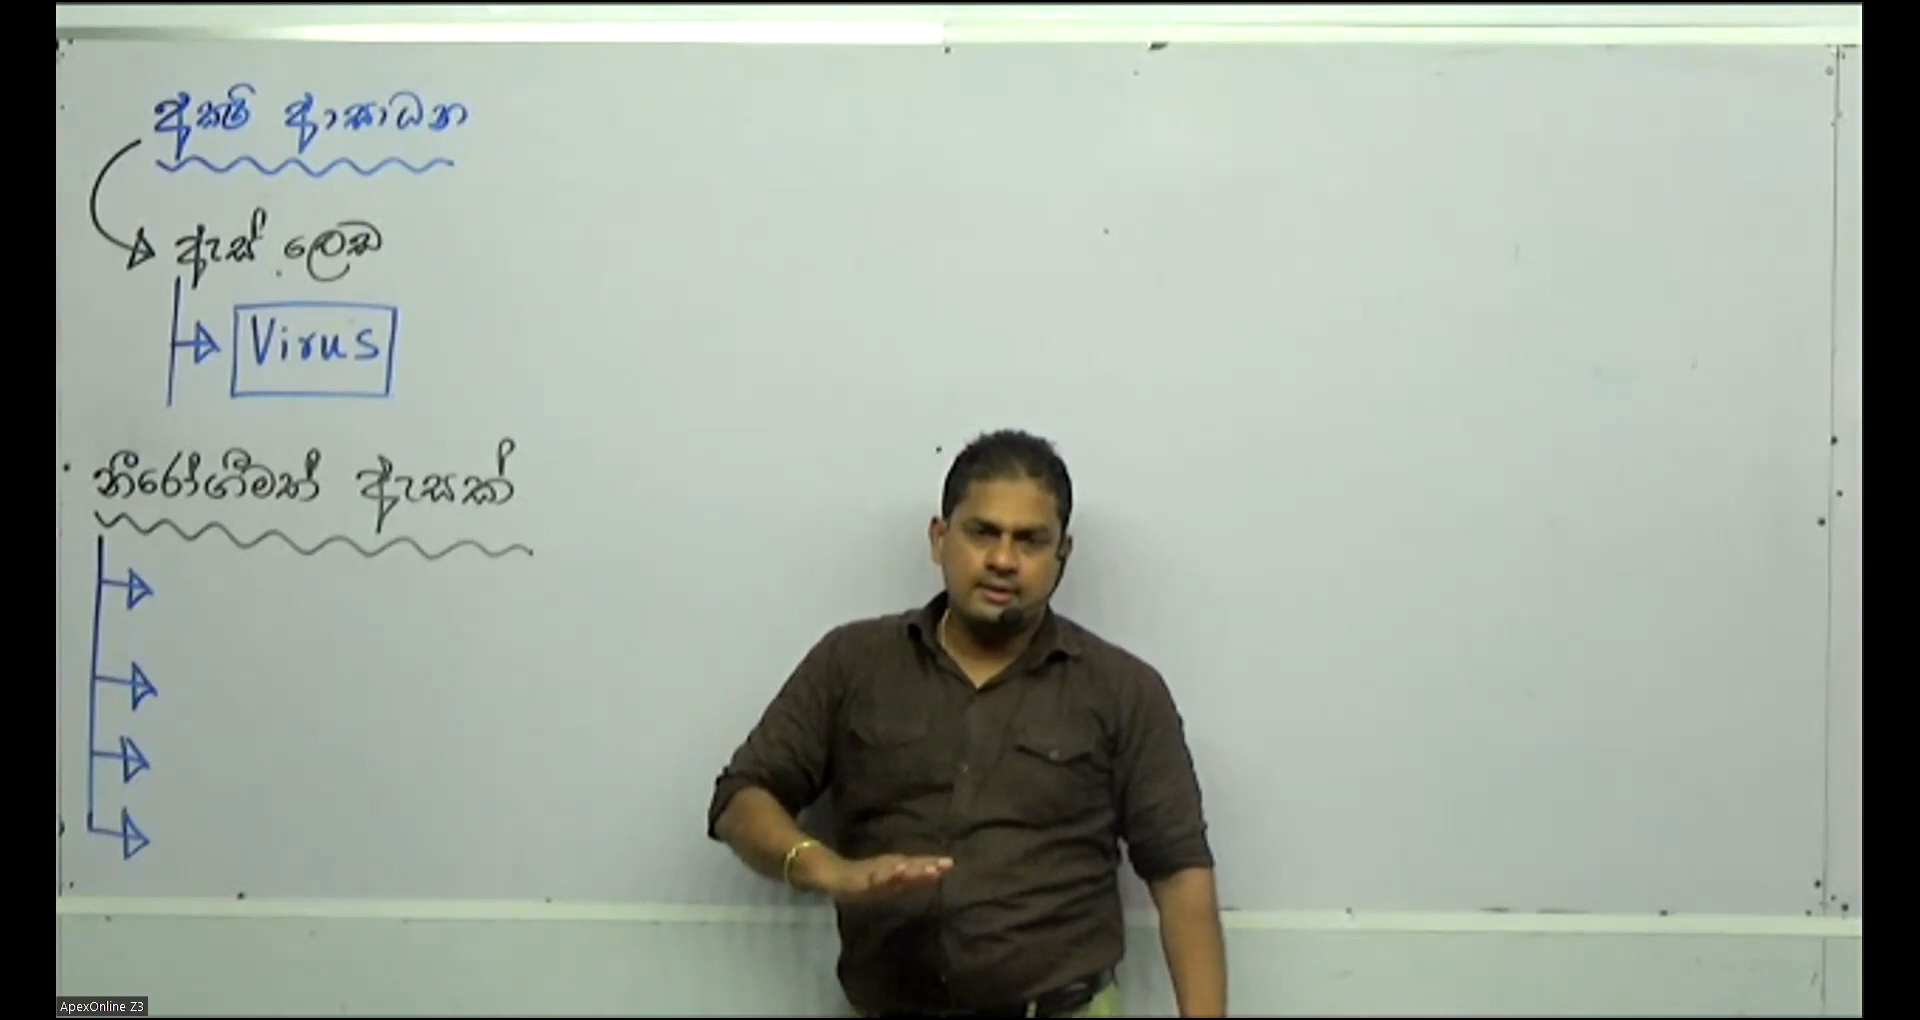 අක්ෂි ආසාධන
ඇස් ලෙඩ
Virus
නීරෝගීමත් ඇසක්
ApexOnline Z3